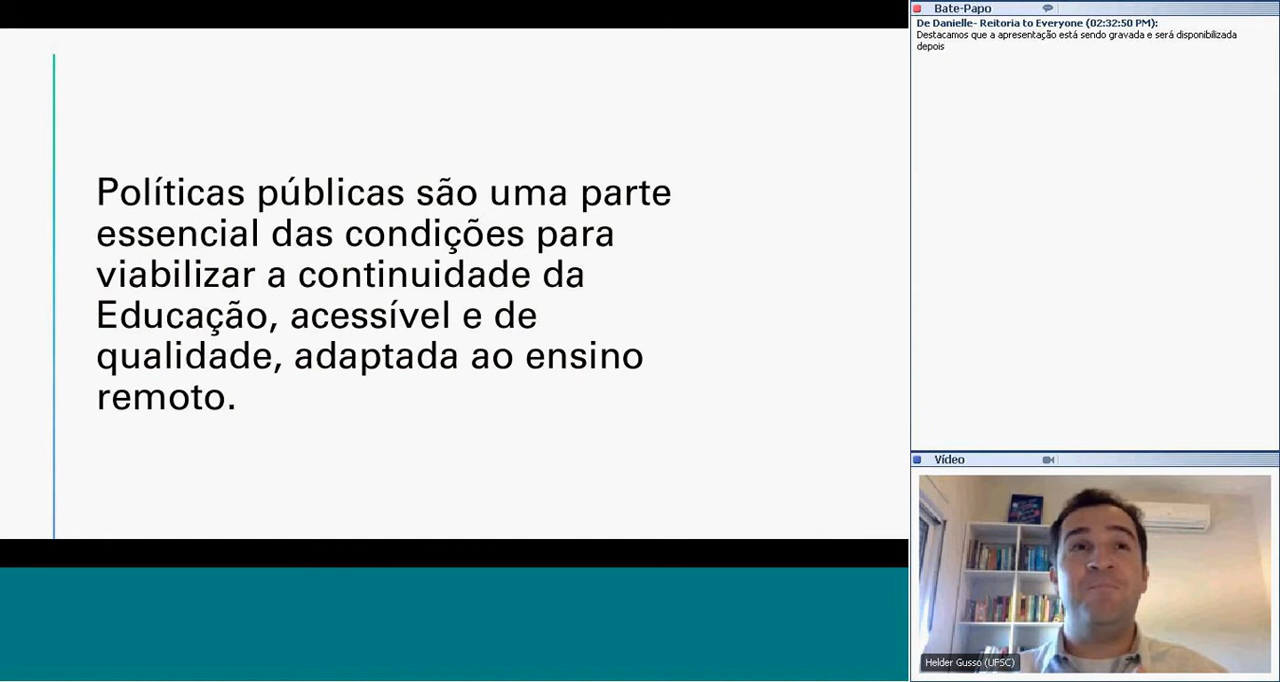 Políticas públicas são uma parte
essencial das condições para
viabilizar a continuidade da
Educação, acessível e de
qualidade, adaptada ao ensino
remoto.
Bate-Papo
De Danielle- Reitoria to Everyone (02:32:50 PM):
Destacamos que a apresentação está sendo gravada e será disponibilizada
depois
Vídeo
Helder Gusso (UFSC)